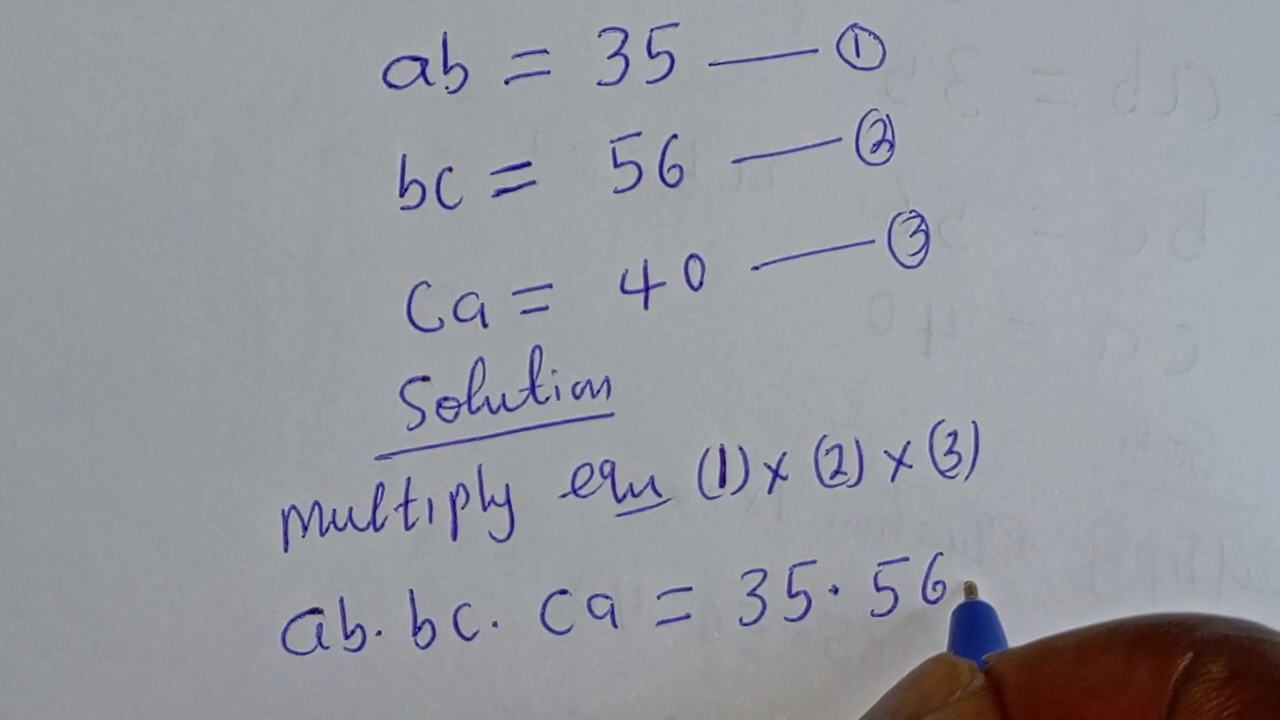 ab = 35 — ①
bc = 56 — ②
ca = 40 — ③
Solution
Multiply equ (1) × (2) × (3)
ab. bc. ca = 35. 56